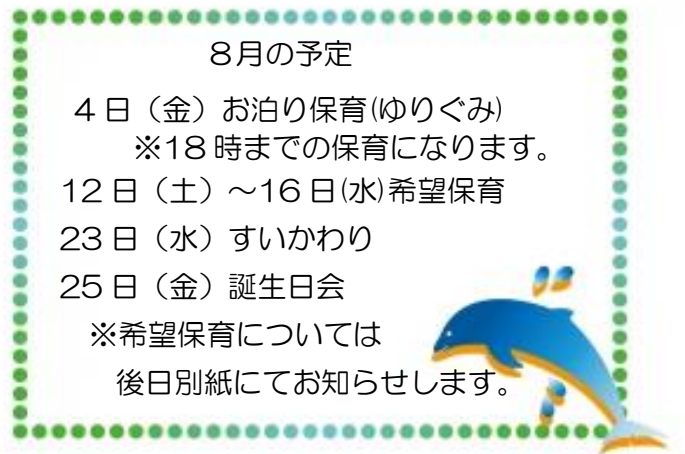 8月の予定
4日（金）お泊り保育(ゆりぐみ)
※18時までの保育になります。
12日（土）～16日(水)希望保育
23日（水）すいかわり
25日（金）誕生日会
※希望保育については
後日別紙にてお知らせします。